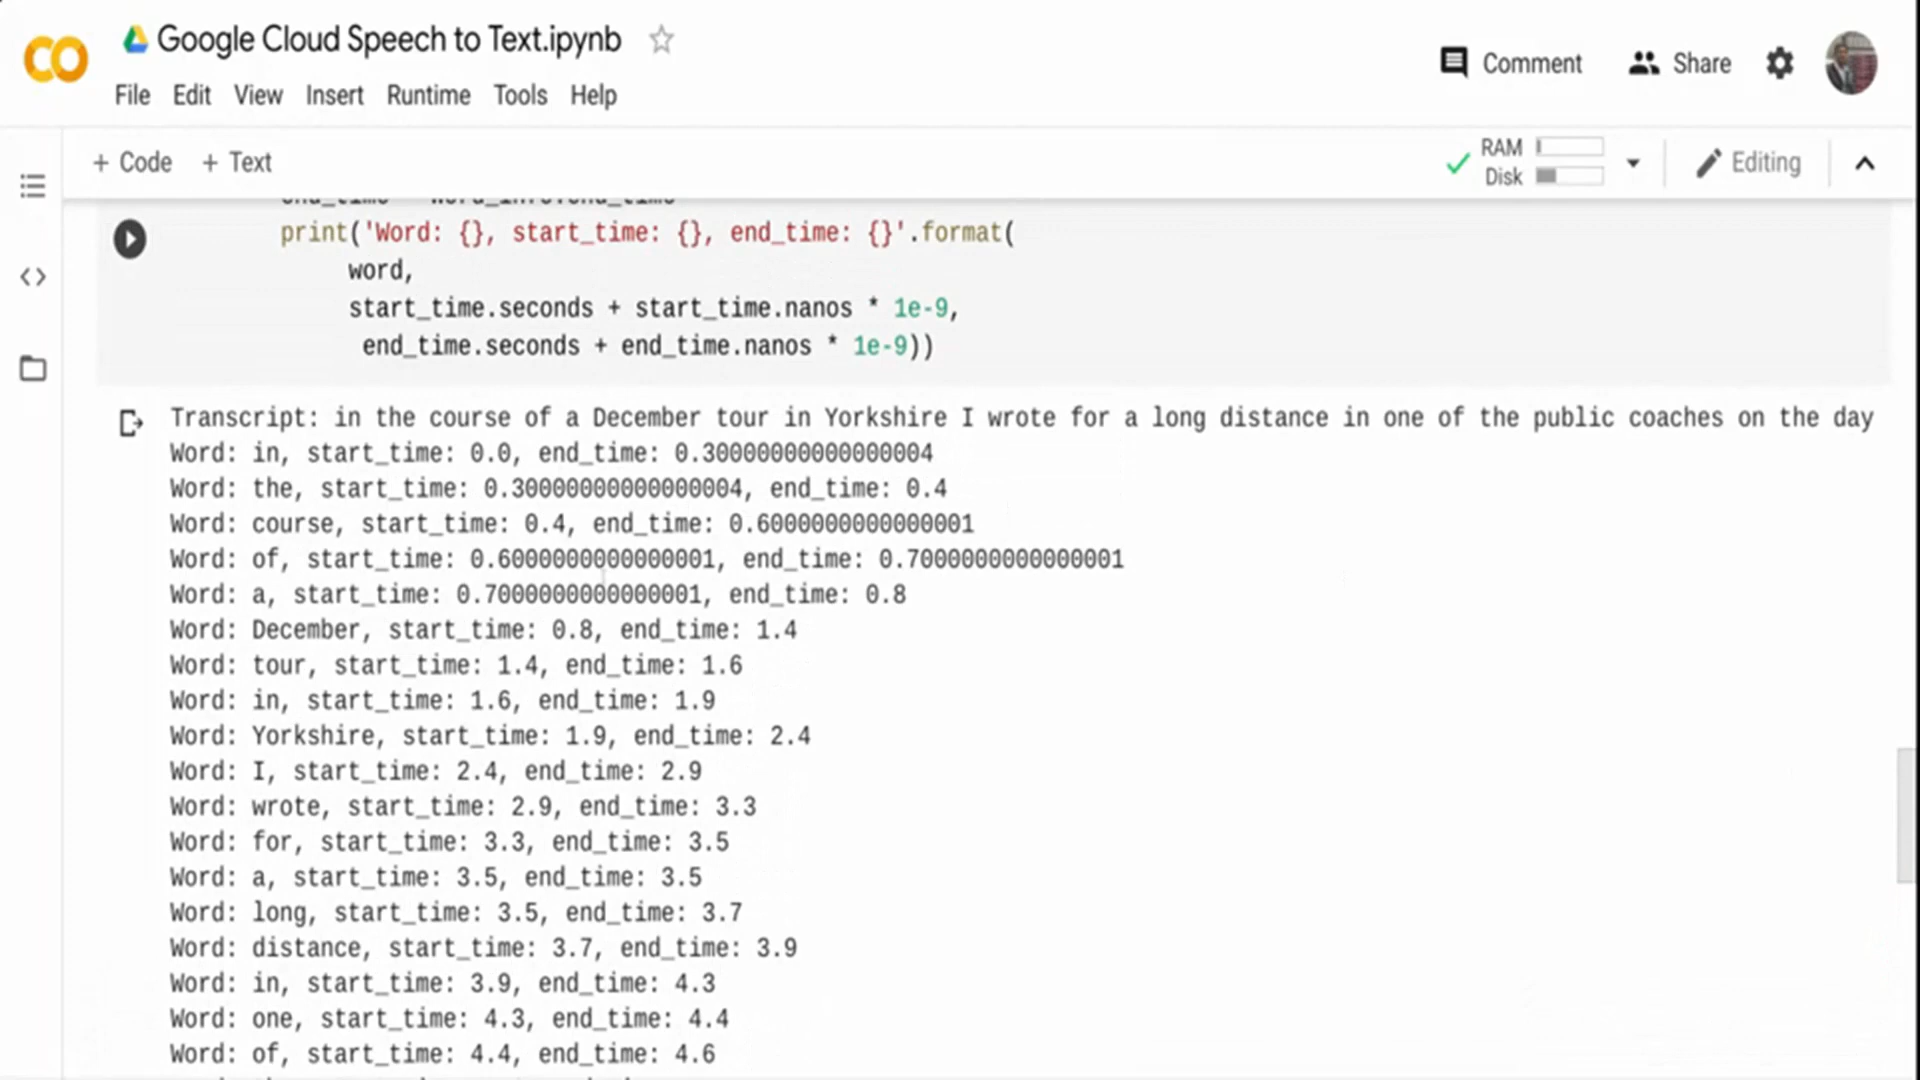 Google Cloud Speech to Text.ipynb
Comment
Share
File Edit View Insert Runtime Tools Help
+ Code + Text
RAM
Disk
Editing
print('Word: {}, start_time: {}, end_time: {}'.format(
word,
start_time.seconds + start_time.nanos * 1e-9,
end_time.seconds + end_time.nanos * 1e-9))
Transcript: in the course of a December tour in Yorkshire I wrote for a long distance in one of the public coaches on the day
Word: in, start_time: 0.0, end_time: 0.30000000000000004
Word: the, start_time: 0.30000000000000004, end_time: 0.4
Word: course, start_time: 0.4, end_time: 0.6000000000000001
Word: of, start_time: 0.6000000000000001, end_time: 0.7000000000000001
Word: a, start_time: 0.7000000000000001, end_time: 0.8
Word: December, start_time: 0.8, end_time: 1.4
Word: tour, start_time: 1.4, end_time: 1.6
Word: in, start_time: 1.6, end_time: 1.9
Word: Yorkshire, start_time: 1.9, end_time: 2.4
Word: I, start_time: 2.4, end_time: 2.9
Word: wrote, start_time: 2.9, end_time: 3.3
Word: for, start_time: 3.3, end_time: 3.5
Word: a, start_time: 3.5, end_time: 3.5
Word: long, start_time: 3.5, end_time: 3.7
Word: distance, start_time: 3.7, end_time: 3.9
Word: in, start_time: 3.9, end_time: 4.3
Word: one, start_time: 4.3, end_time: 4.4
Word: of, start_time: 4.4, end_time: 4.6